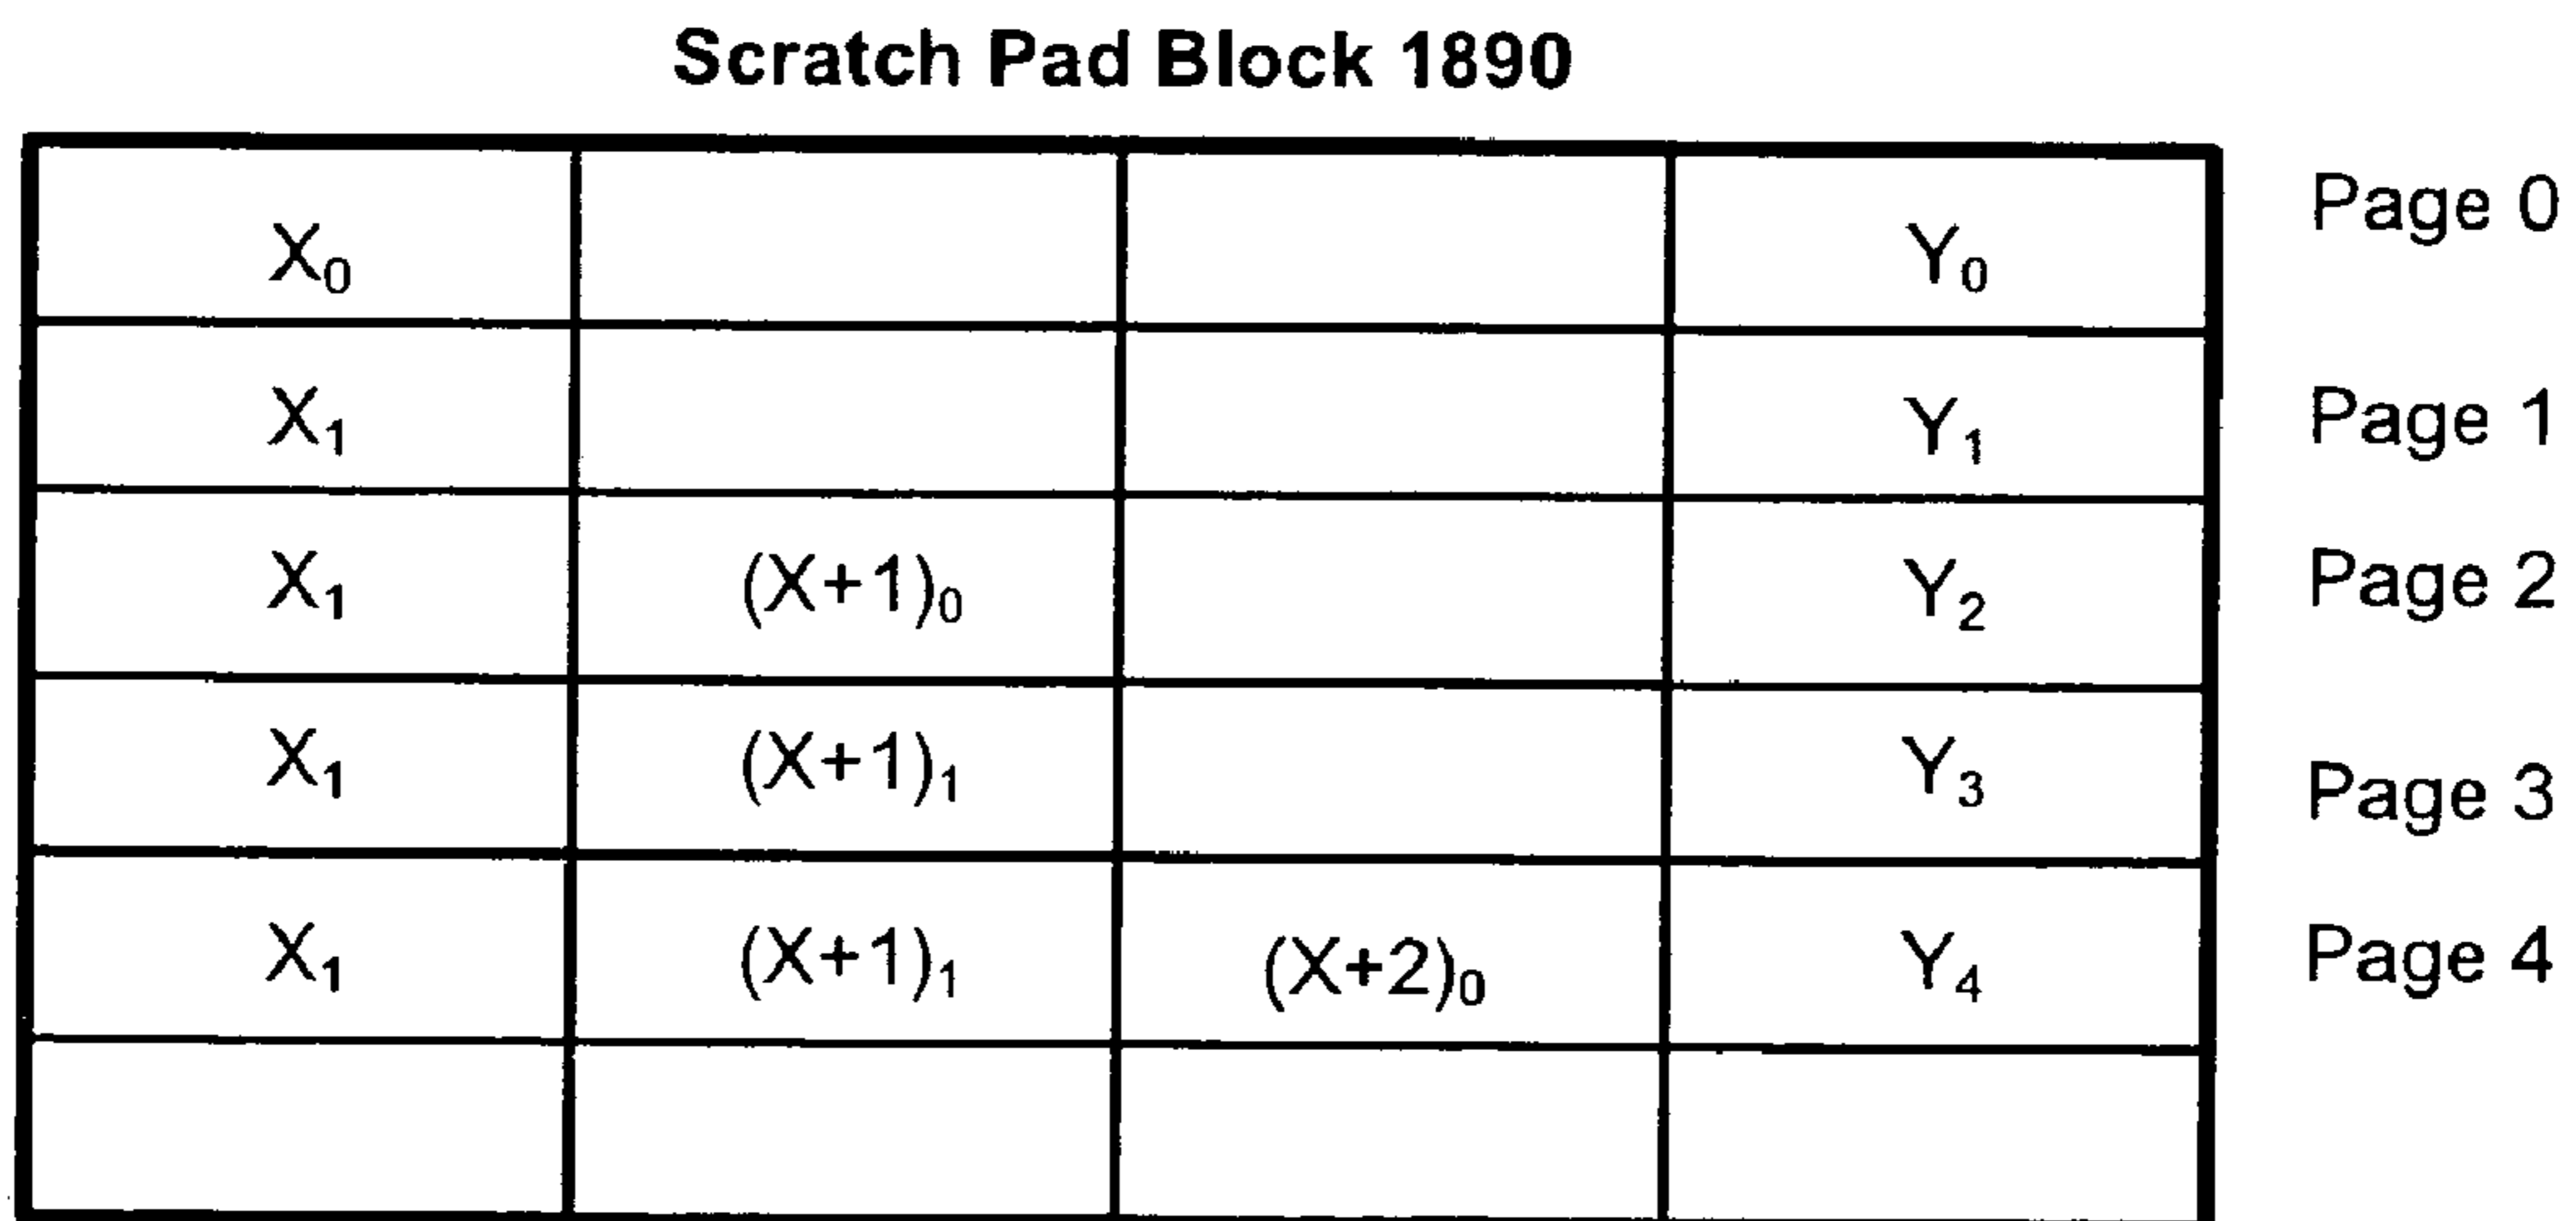 Scratch Pad Block 1890
X₀ Y₀ Page 0
X₁ Y₁ Page 1
X₁ (X+1)₀ Y₂ Page 2
X₁ (X+1)₁ Y₃ Page 3
X₁ (X+1)₁ (X+2)₀ Y₄ Page 4